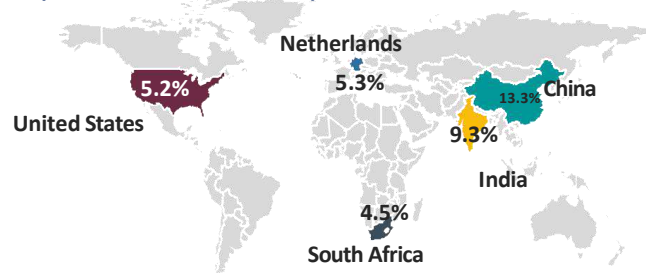 Netherlands
5.2%
5.3%
13.3%
China
United States
9.3%
India
4.5%
South Africa